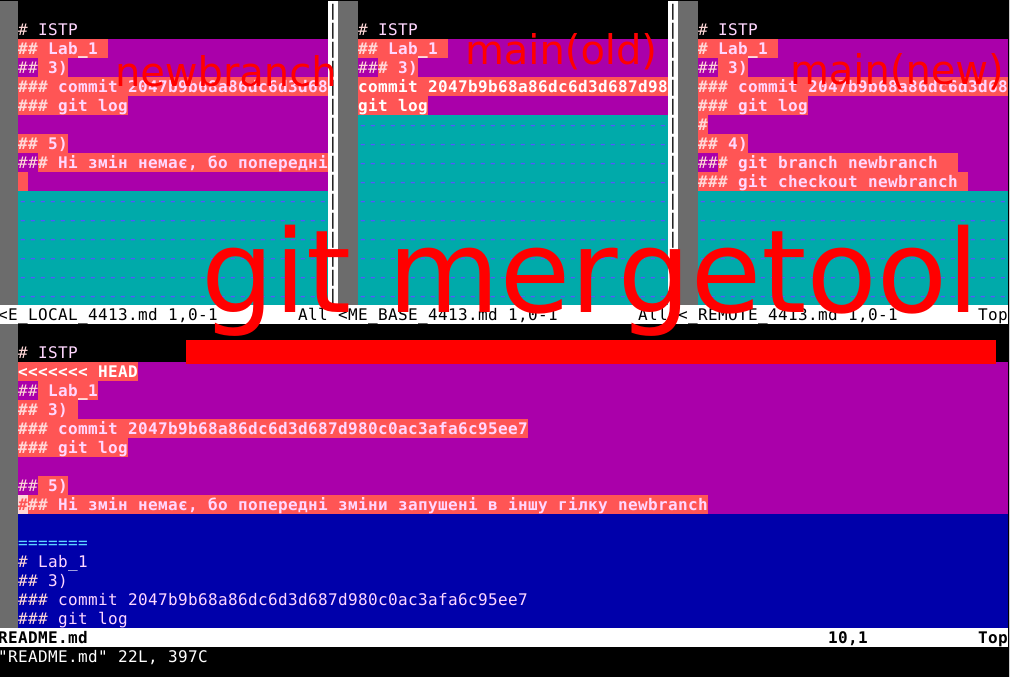 # ISTP
## Lab_1
## 3)
### commit 2047b9b68a86dc6d3d68
### git log
## 5)
### Ні змін немає, бо попередні
newbranch
# ISTP
## Lab_1
### 3)
commit 2047b9b68a86dc6d3d687d98
git log
main(old)
# ISTP
# Lab_1
## 3)
### commit 2047b9b68a86dc6d3d68
### git log
#
## 4)
### git branch newbranch
### git checkout newbranch
main(new)
git mergetool
<E_LOCAL_4413.md 1,0-1 All <ME_BASE_4413.md 1,0-1 All <_REMOTE_4413.md 1,0-1 Top
# ISTP
<<<<<<< HEAD
## Lab_1
## 3)
### commit 2047b9b68a86dc6d3d687d980c0ac3afa6c95ee7
### git log
## 5)
### Ні змін немає, бо попередні зміни запушені в іншу гілку newbranch
=======
# Lab_1
## 3)
### commit 2047b9b68a86dc6d3d687d980c0ac3afa6c95ee7
### git log
README.md 10,1 Top
"README.md" 22L, 397C